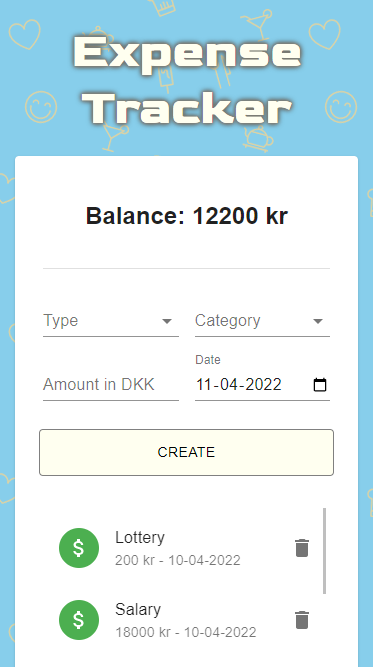 Expense
Tracker
Balance: 12200 kr
Type Category
Date
Amount in DKK 11-04-2022
CREATE
Lottery
200 kr - 10-04-2022
Salary
18000 kr - 10-04-2022